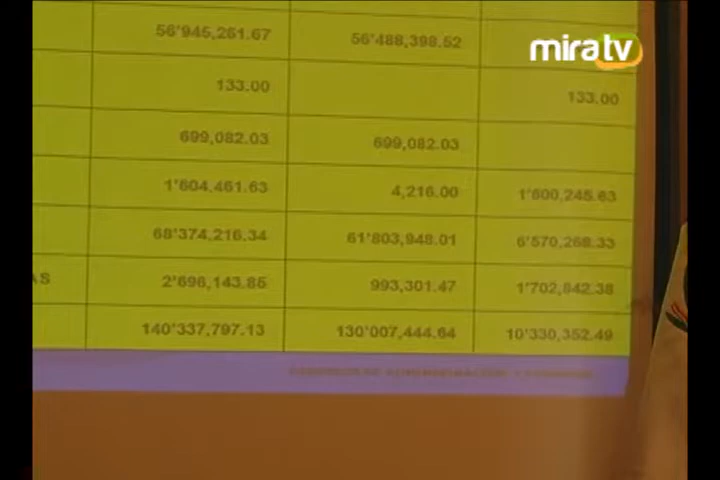 miratv
56'945,261.67 56'488,398.52
133.00 133.00
699,082.03 699,082.03
1'604,461.63 4,216.00 1'600,245.63
68'374,216.34 61'803,948.01 6'570,268.33
AS 2'696,143.85 993,301.47 1'702,842.38
140'337,797.13 130'007,444.64 10'330,352.49